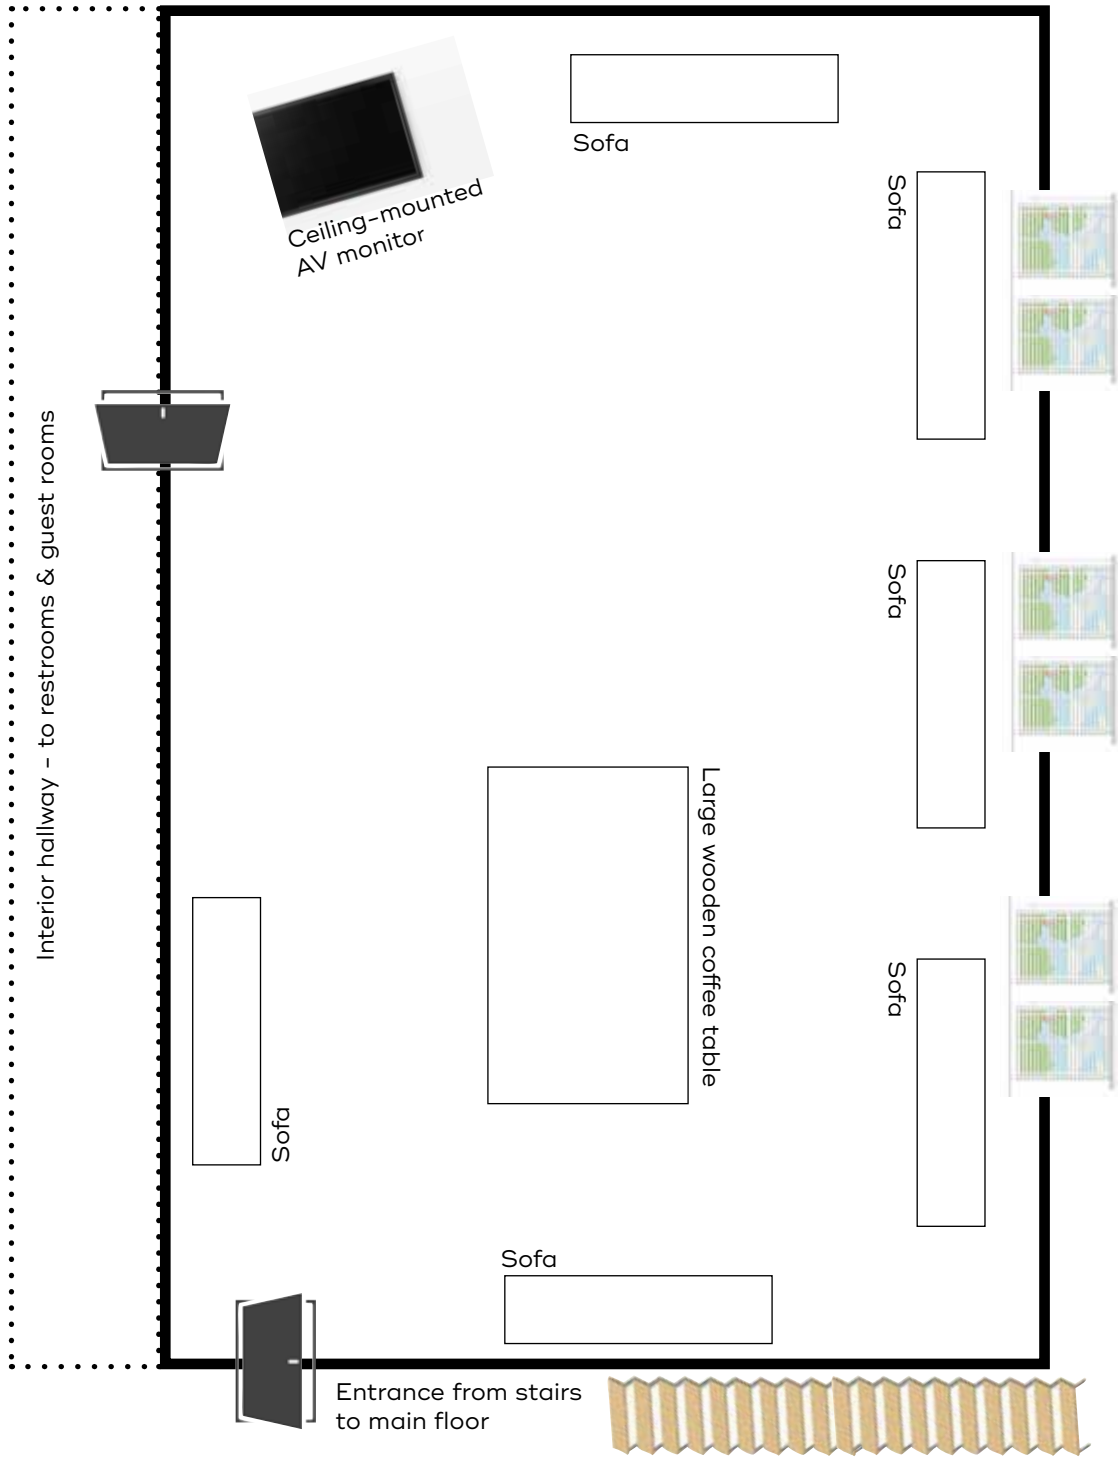 Ceiling-mounted
AV monitor
Sofa
Sofa
Interior hallway – to restrooms & guest rooms
Sofa
Large wooden coffee table
Sofa
Sofa
Sofa
Entrance from stairs
to main floor